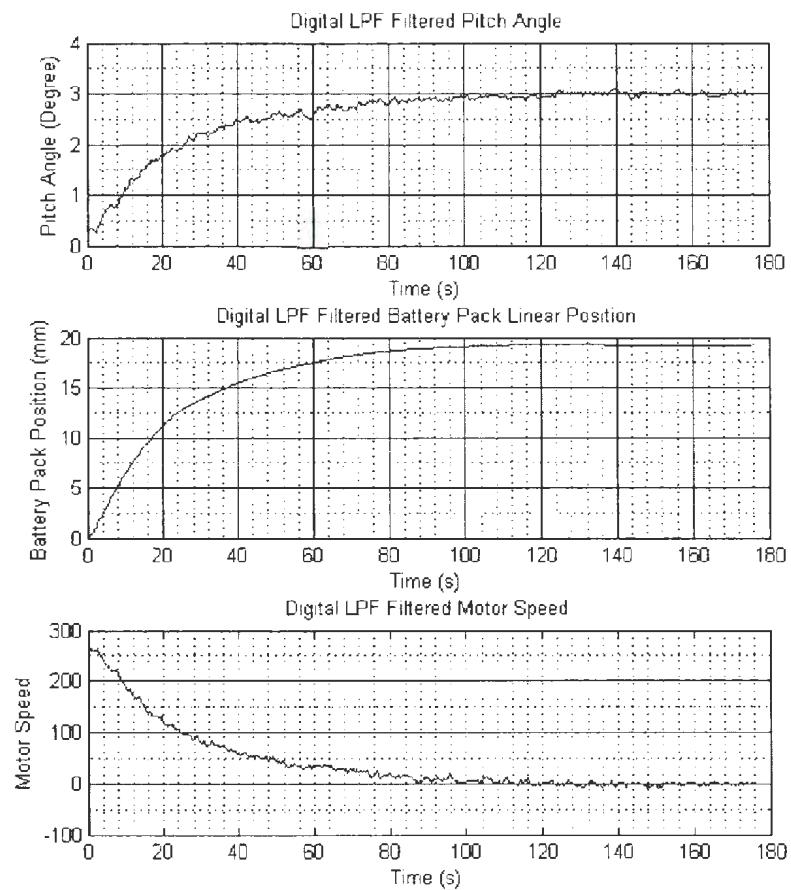 Digital LPF Filtered Pitch Angle
Pitch Angle (Degree)
4
3
2
1
0
0 20 40 60 80 100 120 140 160 180
Time (s)
Digital LPF Filtered Battery Pack Linear Position
Battery Pack Position (mm)
20
15
10
5
0
0 20 40 60 80 100 120 140 160 180
Time (s)
Digital LPF Filtered Motor Speed
Motor Speed
300
200
100
0
-100
0 20 40 60 80 100 120 140 160 180
Time (s)